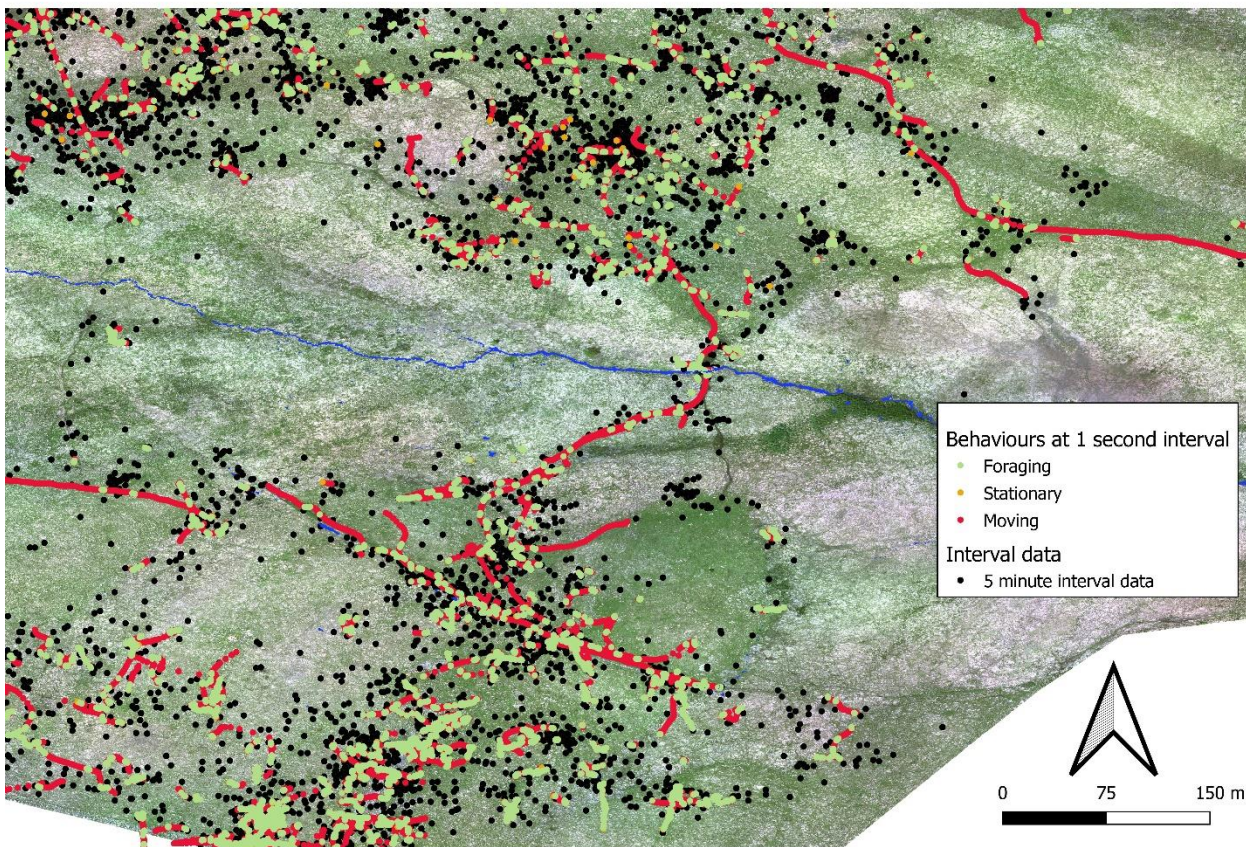 Behaviours at 1 second interval
Foraging
Stationary
Moving
Interval data
5 minute interval data
0 75 150 m